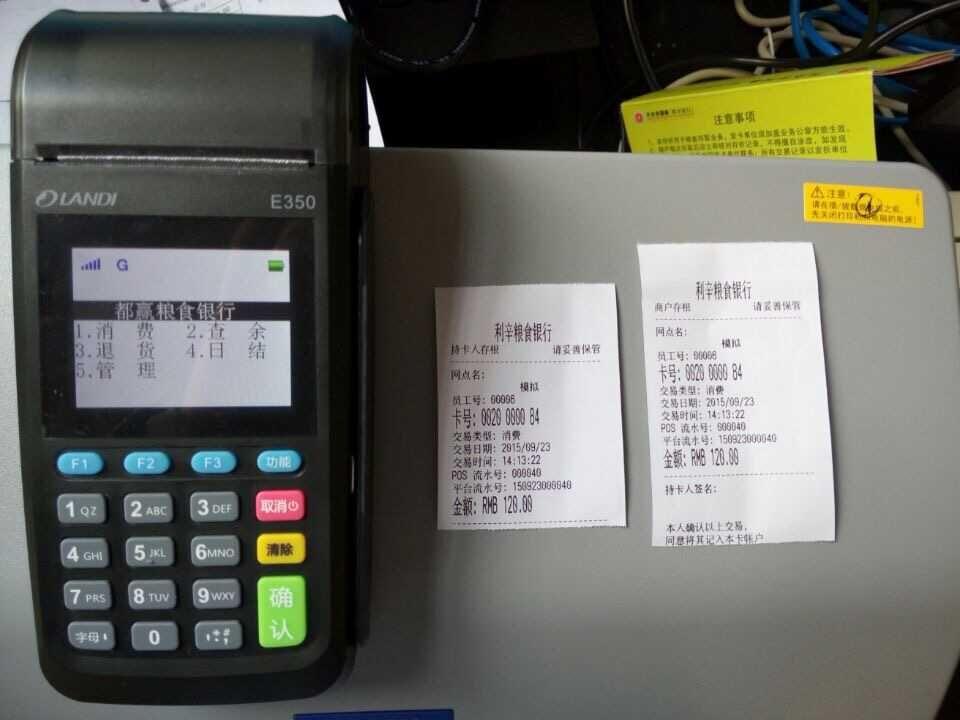 LANDI
E350
G
都赢粮食银行
1.消 费 2.查 余
3.退 货 4.日 结
5.管 理
F1 F2 F3 功能
1 QZ 2 ABC 3 DEF 取消
4 GHI 5 JKL 6 MNO 清除
7 PRS 8 TUV 9 WXY 确认
字母 0 .*#,
利辛粮食银行
持卡人存根 请妥善保管
网点名:
模拟
员工号: 00006
卡号: 0020 0000 84
交易类型: 消费
交易日期: 2015/09/23
交易时间: 14:13:22
POS 流水号: 000040
平台流水号: 150923000040
金额: RMB 120.00
利辛粮食银行
商户存根 请妥善保管
网点名:
模拟
员工号: 00006
卡号: 0020 0000 84
交易类型: 消费
交易日期: 2015/09/23
交易时间: 14:13:22
POS 流水号: 000040
平台流水号: 150923000040
金额: RMB 120.00
持卡人签名:
本人确认以上交易,
同意将其记入本卡帐户
注意事项
注意: